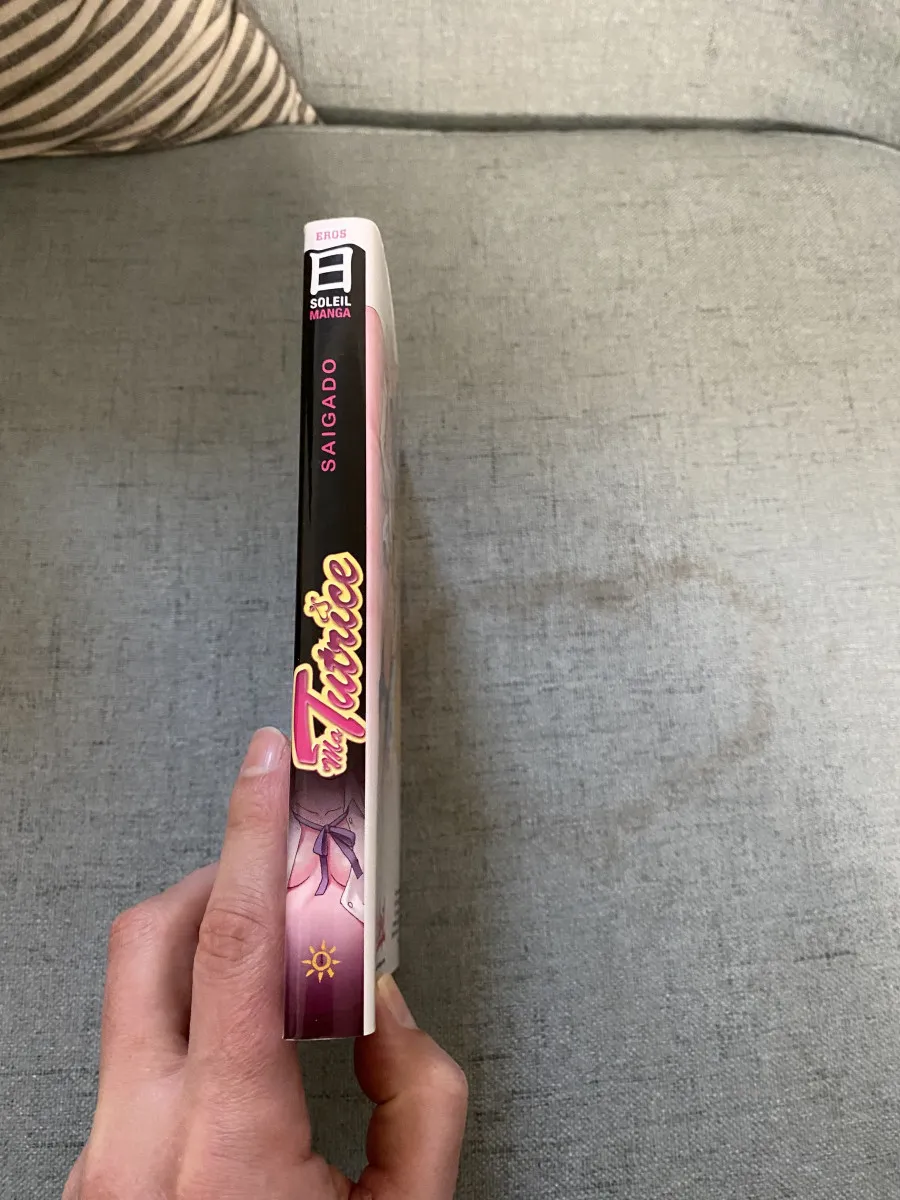 EROS
日
SOLEIL
MANGA
SAIGADO
Ma
Tutrice